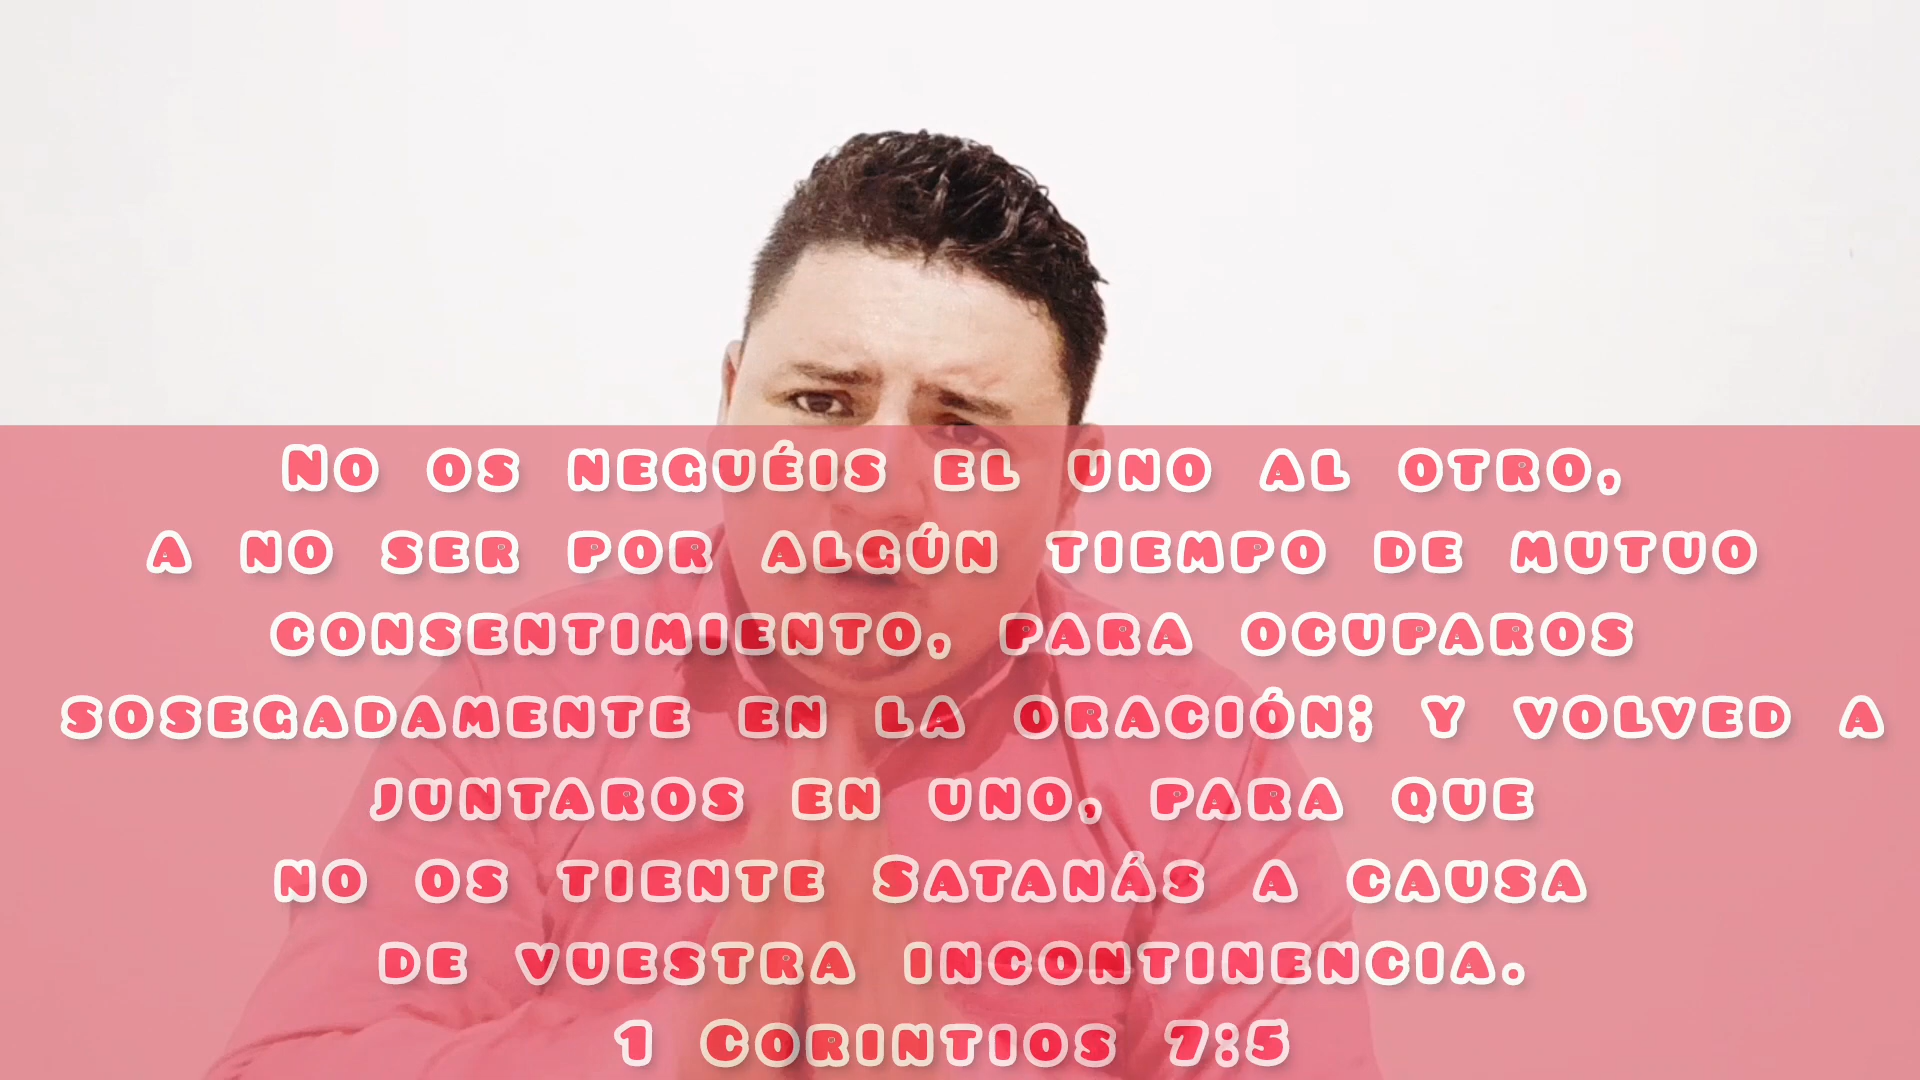 No os neguéis el uno al otro,
a no ser por algún tiempo de mutuo
consentimiento, para ocuparos
sosegadamente en la oración; y volved a
juntaros en uno, para que
no os tiente Satanás a causa
de vuestra incontinencia.
1 Corintios 7:5